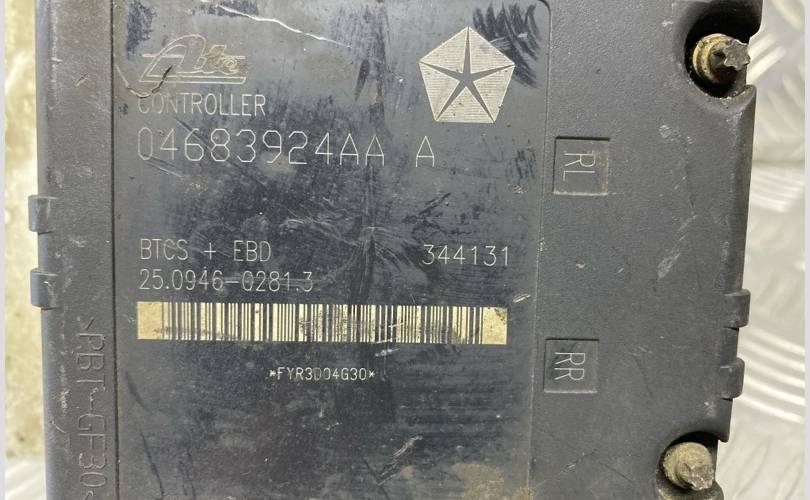 Ate
CONTROLLER
04683924AA A
RL
BTCS + EBD 344131
25.0946-0281.3
*FYR3D04G30*
RR
>PBT-GF30<